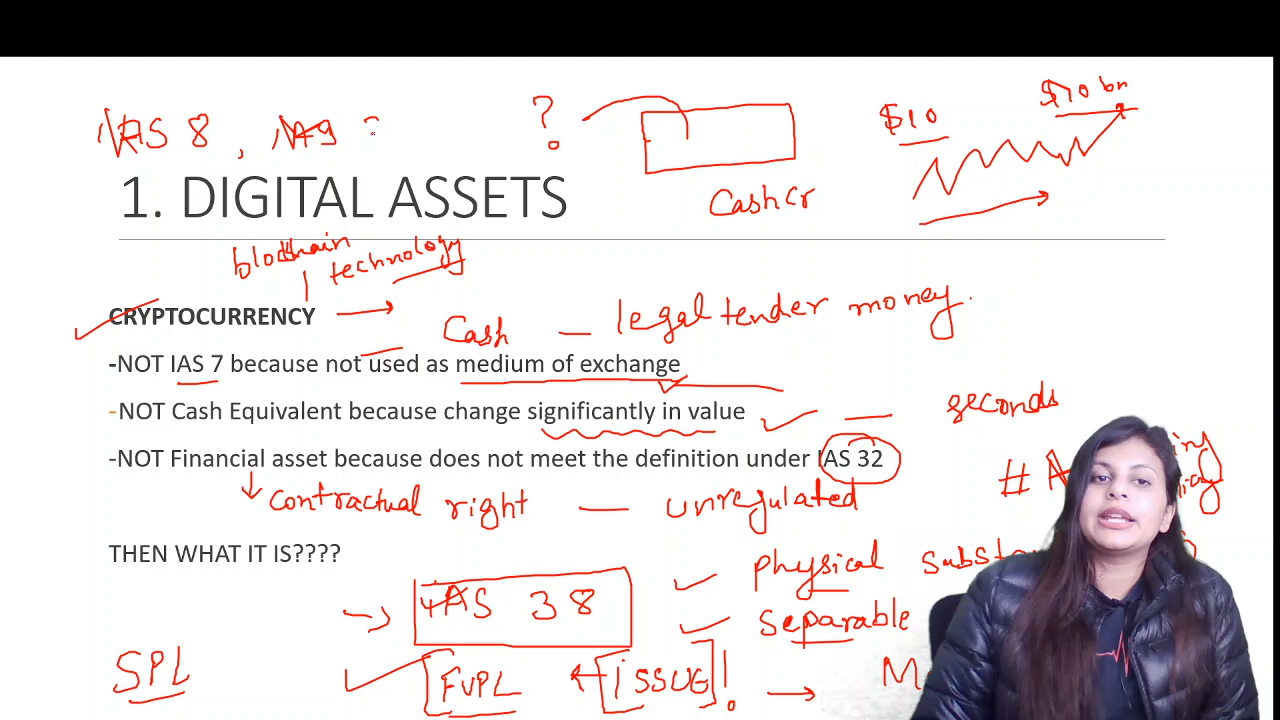 $10 bn
IAS 8 , ?
?
$10
1. DIGITAL ASSETS
Cash Cr
blockchain
technology
CRYPTOCURRENCY
Cash — legal tender money.
-NOT IAS 7 because not used as medium of exchange
-NOT Cash Equivalent because change significantly in value — seconds
-NOT Financial asset because does not meet the definition under IAS 32
contractual right — unregulated
#
THEN WHAT IT IS????
physical
IAS 38
separable
SPL
FVPL
ISSUE!